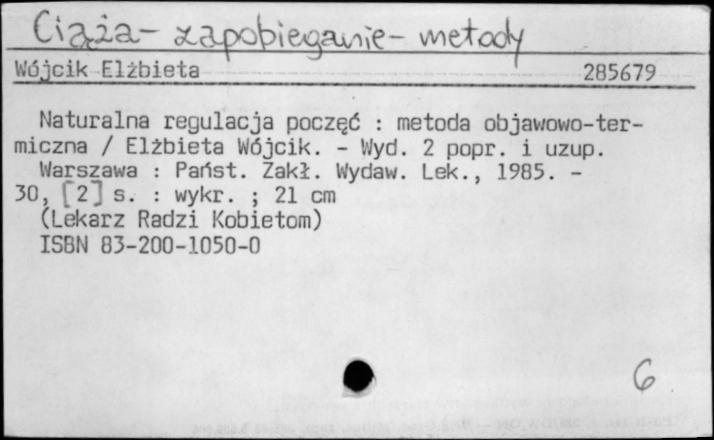 Ciąża - zapobieganie - metody
Wójcik Elżbieta 285679
Naturalna regulacja poczęć : metoda objawowo-ter-
miczna / Elżbieta Wójcik. - Wyd. 2 popr. i uzup.
Warszawa : Państ. Zakł. Wydaw. Lek., 1985. -
30, [2] s. : wykr. ; 21 cm
(Lekarz Radzi Kobietom)
ISBN 83-200-1050-0
6